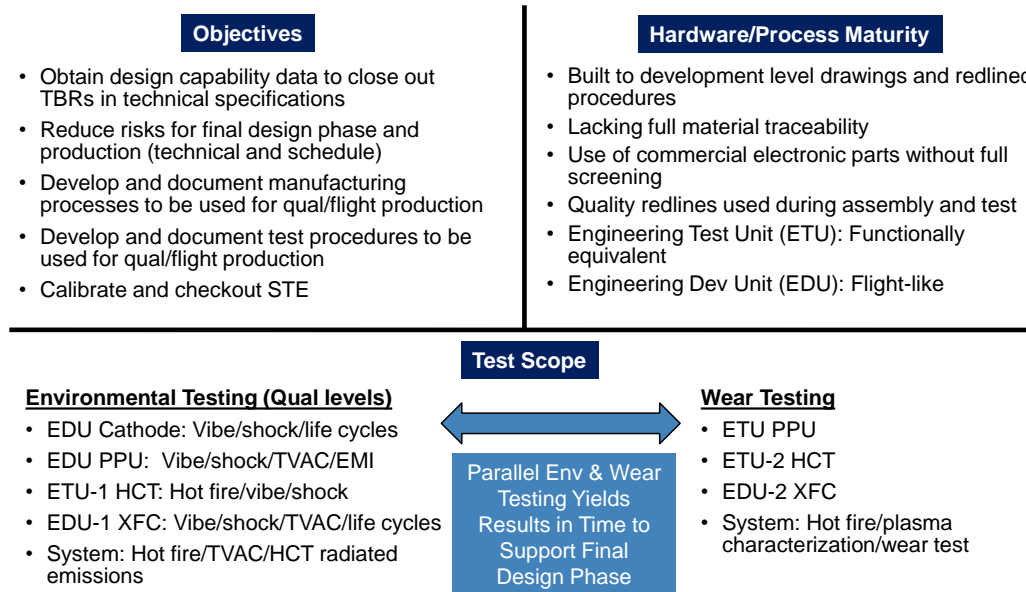 Objectives
• Obtain design capability data to close out
TBRs in technical specifications
• Reduce risks for final design phase and
production (technical and schedule)
• Develop and document manufacturing
processes to be used for qual/flight production
• Develop and document test procedures to be
used for qual/flight production
• Calibrate and checkout STE
Hardware/Process Maturity
• Built to development level drawings and redlined
procedures
• Lacking full material traceability
• Use of commercial electronic parts without full
screening
• Quality redlines used during assembly and test
• Engineering Test Unit (ETU): Functionally
equivalent
• Engineering Dev Unit (EDU): Flight-like
Test Scope
Environmental Testing (Qual levels)
• EDU Cathode: Vibe/shock/life cycles
• EDU PPU: Vibe/shock/TVAC/EMI
• ETU-1 HCT: Hot fire/vibe/shock
• EDU-1 XFC: Vibe/shock/TVAC/life cycles
• System: Hot fire/TVAC/HCT radiated
emissions
Parallel Env & Wear
Testing Yields
Results in Time to
Support Final
Design Phase
Wear Testing
• ETU PPU
• ETU-2 HCT
• EDU-2 XFC
• System: Hot fire/plasma
characterization/wear test